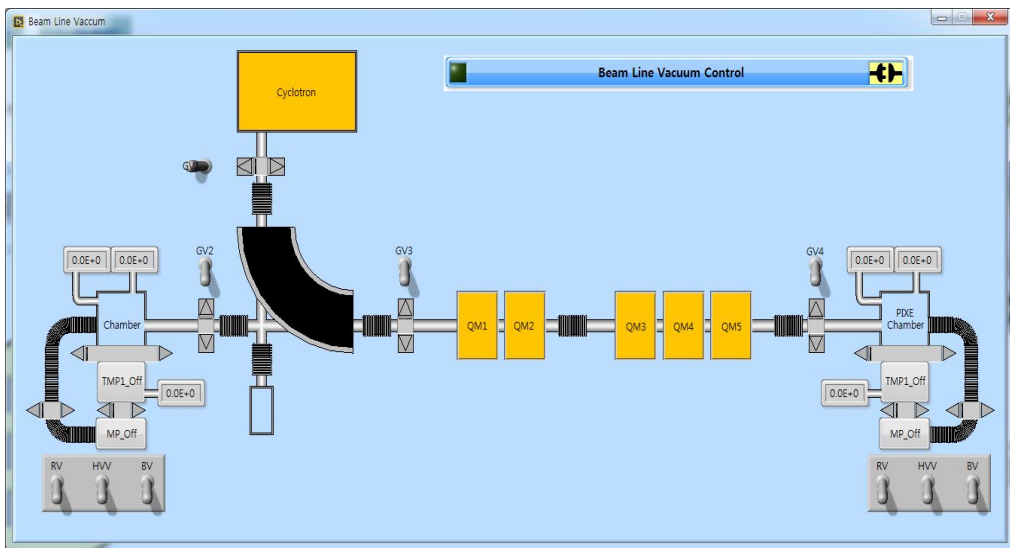 Beam Line Vaccum
Beam Line Vacuum Control
Cyclotron
GV
GV2
GV3
GV4
0.0E+0 0.0E+0
0.0E+0 0.0E+0
Chamber
QM1 QM2 QM3 QM4 QM5
PIXE
Chamber
TMP1_Off
0.0E+0
0.0E+0
TMP1_Off
MP_Off
MP_Off
RV HVV BV
RV HVV BV